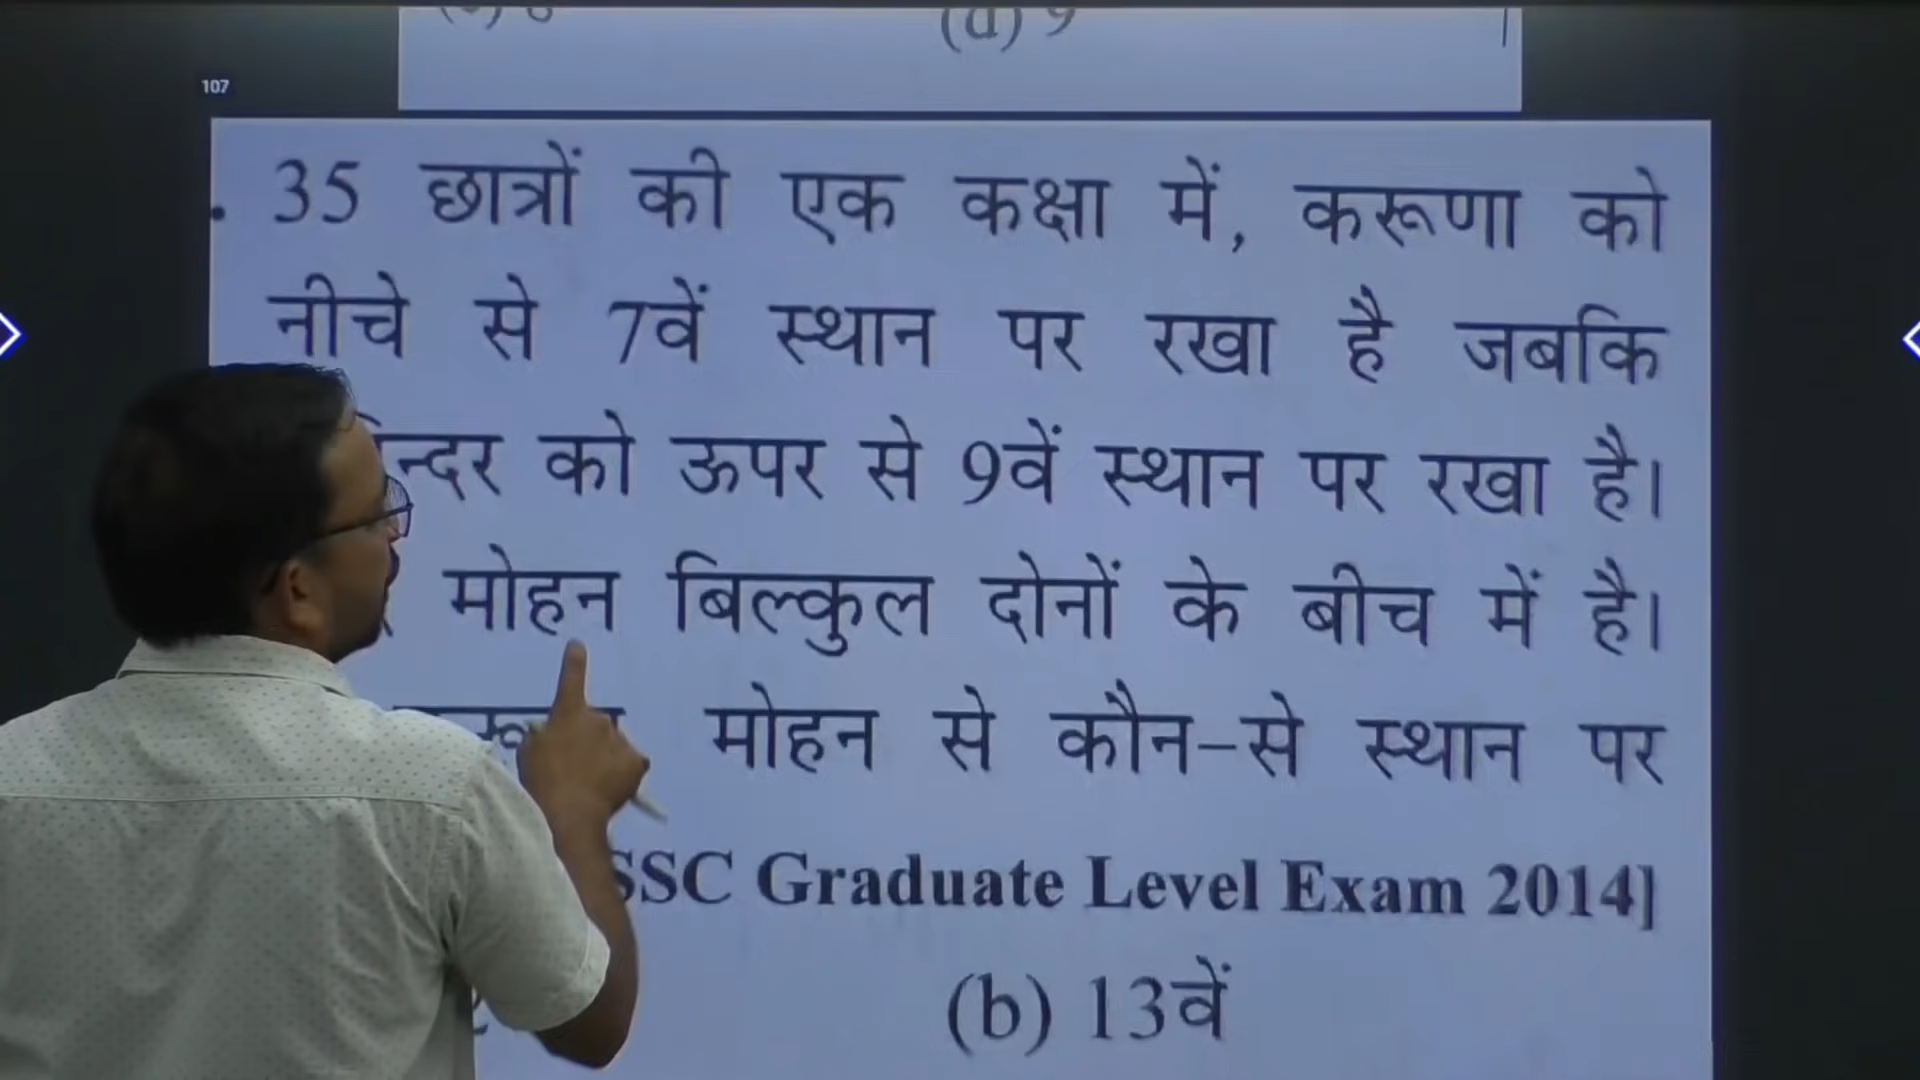 (d) 9
107
. 35 छात्रों की एक कक्षा में, करूणा को
नीचे से 7वें स्थान पर रखा है जबकि
को ऊपर से 9वें स्थान पर रखा है।
मोहन बिल्कुल दोनों के बीच में है।
मोहन से कौन-से स्थान पर
SSC Graduate Level Exam 2014]
(b) 13वें